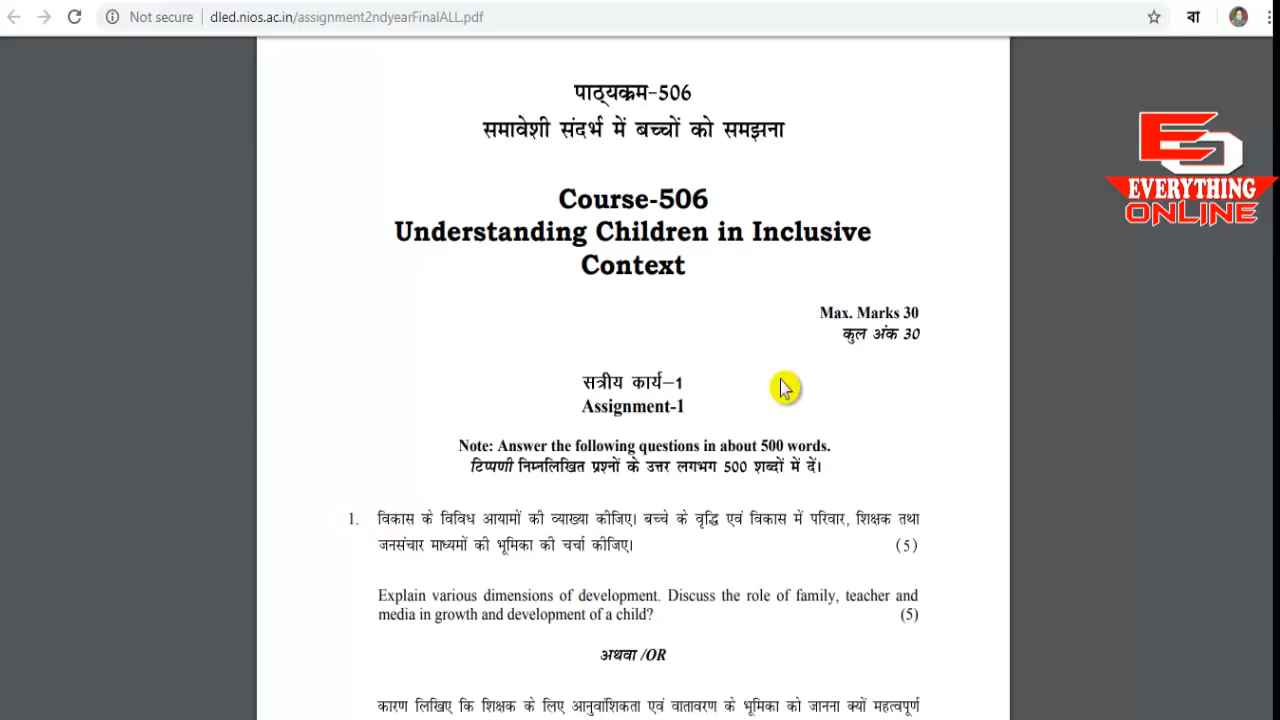 Not secure | dled.nios.ac.in/assignment2ndyearFinalALL.pdf
বা
पाठ्यक्रम-506
समावेशी संदर्भ में बच्चों को समझना
EVERYTHING
ONLINE
Course-506
Understanding Children in Inclusive
Context
Max. Marks 30
कुल अंक 30
सत्रीय कार्य–1
Assignment-1
Note: Answer the following questions in about 500 words.
टिप्पणी निम्नलिखित प्रश्नों के उत्तर लगभग 500 शब्दों में दें।
1. विकास के विविध आयामों की व्याख्या कीजिए। बच्चे के वृद्धि एवं विकास में परिवार, शिक्षक तथा
जनसंचार माध्यमों की भूमिका की चर्चा कीजिए। (5)
Explain various dimensions of development. Discuss the role of family, teacher and
media in growth and development of a child? (5)
अथवा /OR
कारण लिखिए कि शिक्षक के लिए आनुवांशिकता एवं वातावरण के भूमिका को जानना क्यों महत्वपूर्ण